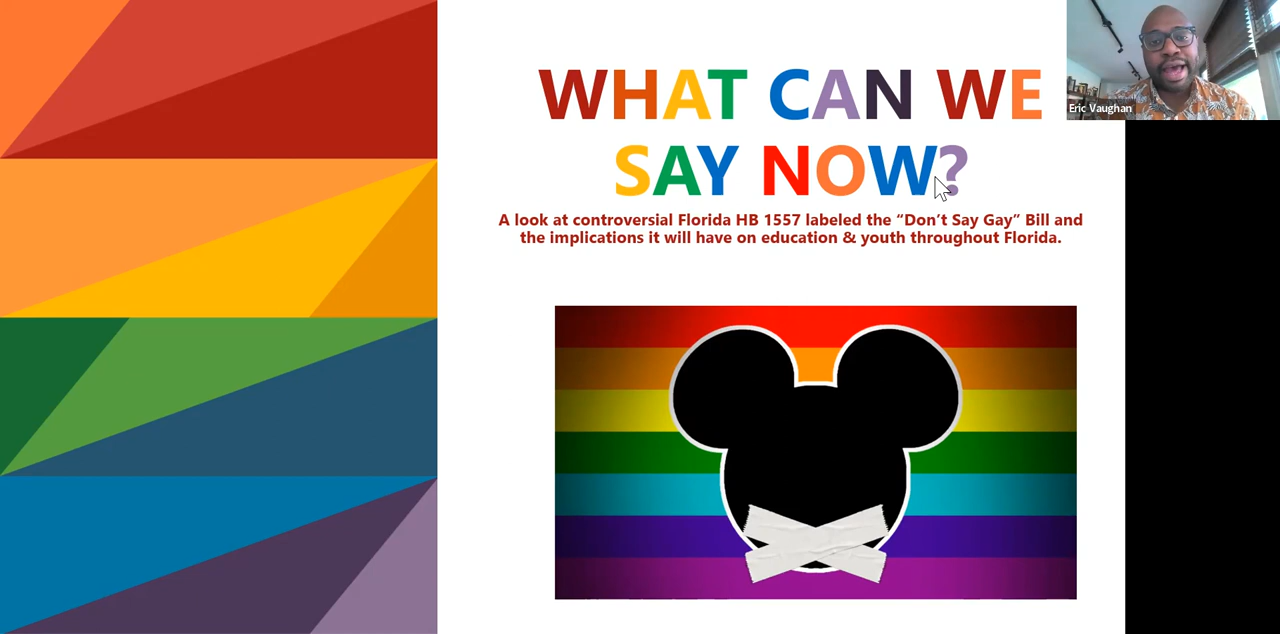 WHAT CAN WE
SAY NOW?
A look at controversial Florida HB 1557 labeled the “Don’t Say Gay” Bill and
the implications it will have on education & youth throughout Florida.
Eric Vaughan